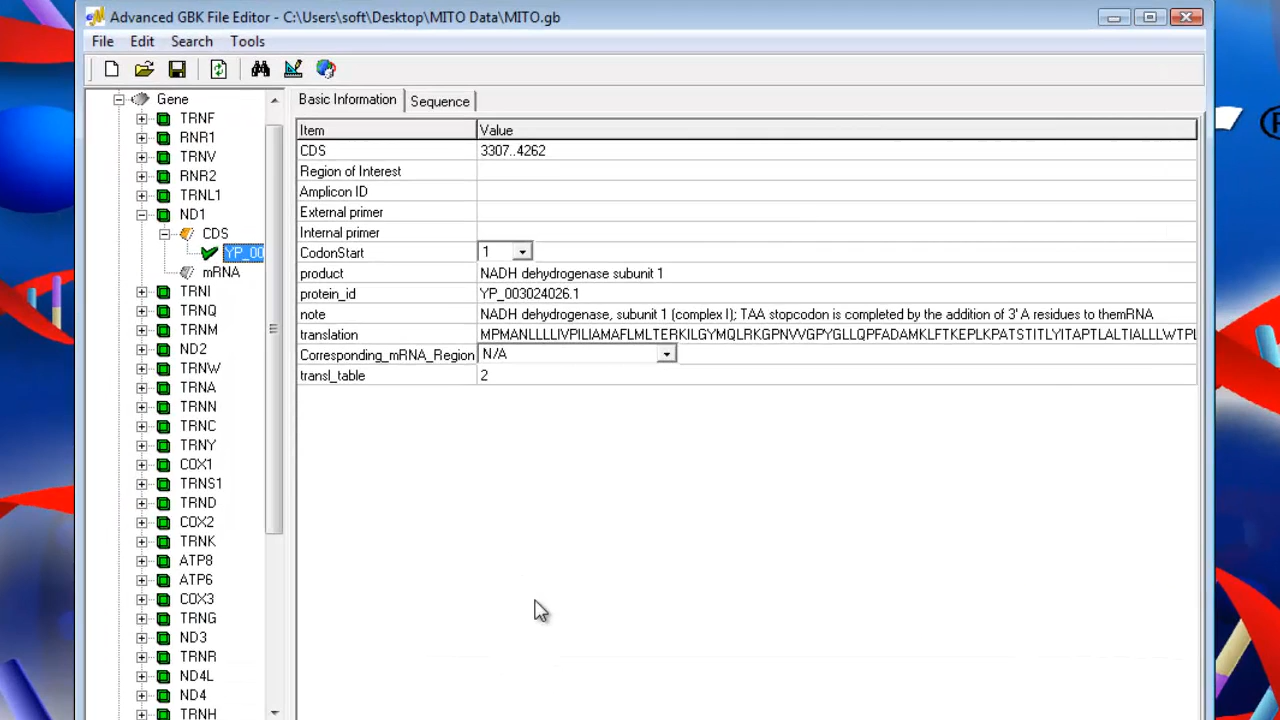 Advanced GBK File Editor - C:\Users\soft\Desktop\MITO Data\MITO.gb
File Edit Search Tools
Gene
TRNF
RNR1
TRNV
RNR2
TRNL1
ND1
CDS
YP_00
mRNA
TRNI
TRNQ
TRNM
ND2
TRNW
TRNA
TRNN
TRNC
TRNY
COX1
TRNS1
TRND
COX2
TRNK
ATP8
ATP6
COX3
TRNG
ND3
TRNR
ND4L
ND4
TRNH
Basic Information Sequence
Item Value
CDS 3307..4262
Region of Interest
Amplicon ID
External primer
Internal primer
CodonStart 1
product NADH dehydrogenase subunit 1
protein_id YP_003024026.1
note NADH dehydrogenase, subunit 1 (complex I); TAA stopcodon is completed by the addition of 3' A residues to themRNA
translation MPMANLLLLIVPILIAMAFLMLTERKILGYMQLRKGPNVVGPYGLLQPFADAMKLFTKEPLKPATSTITLYITAPTLALTIALLLWTPL
Corresponding_mRNA_Region N/A
transl_table 2